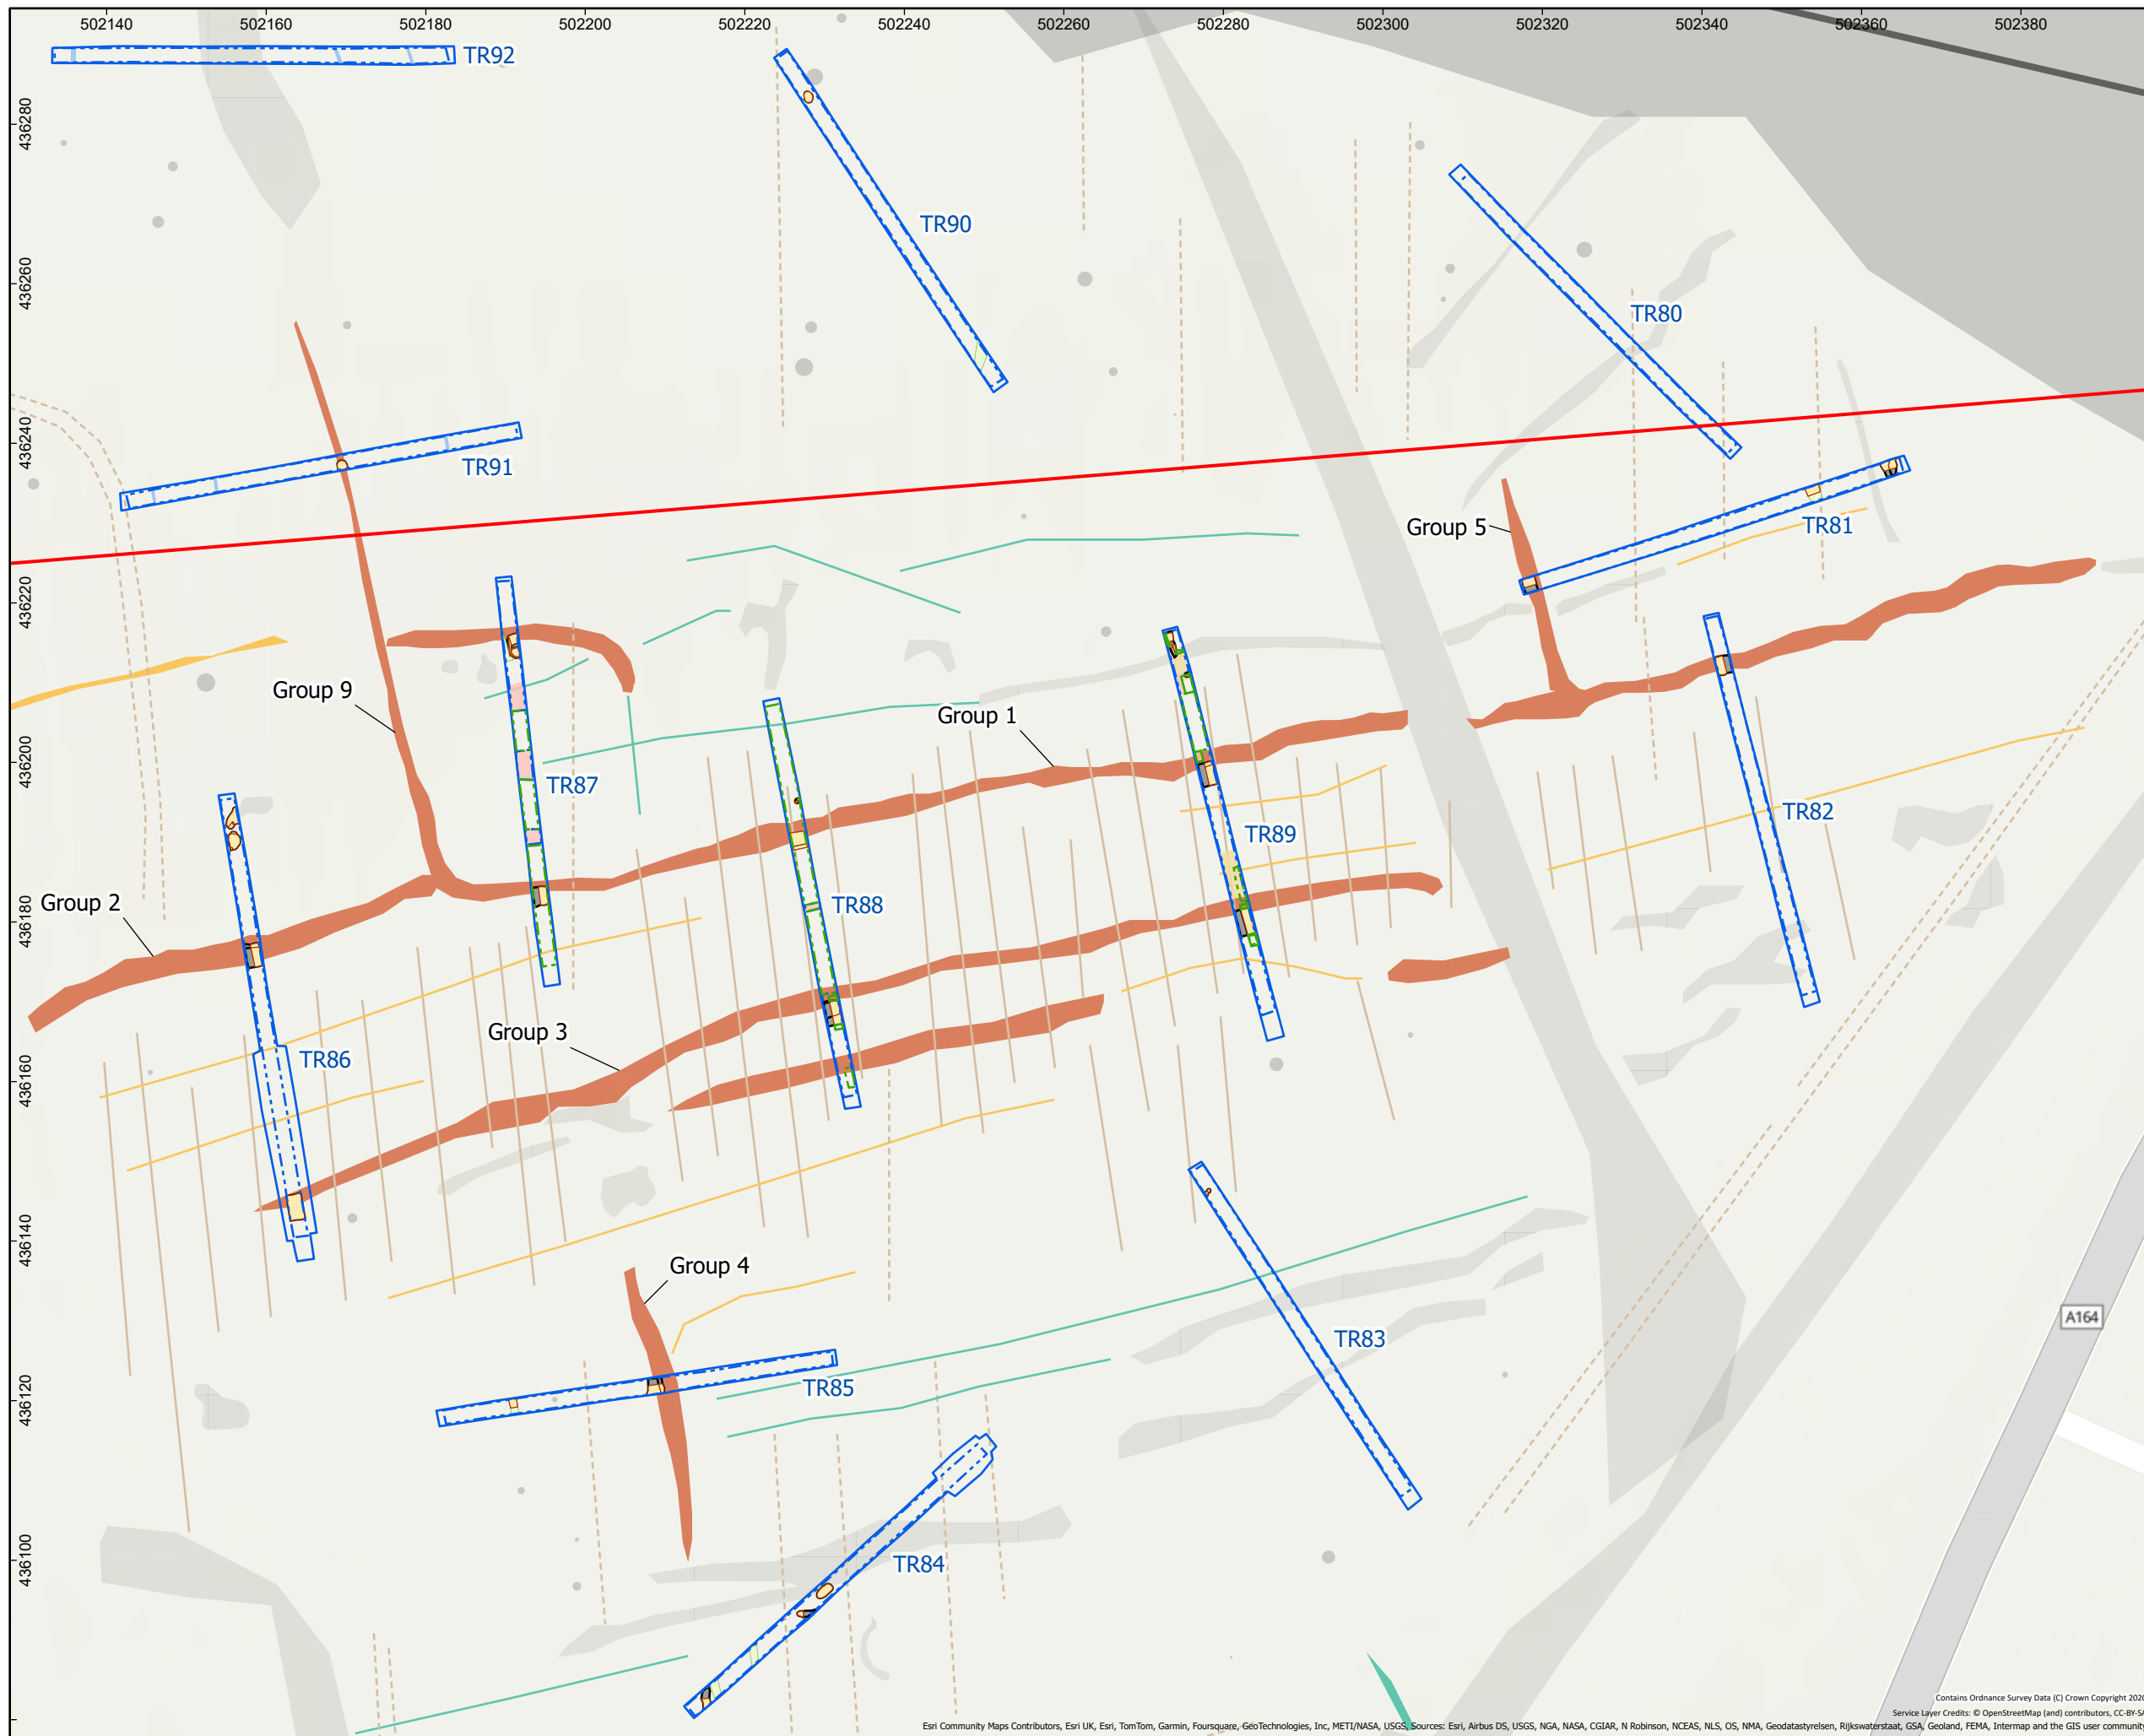 502140 502160 502180 502200 502220 502240 502260 502280 502300 502320 502340 502360 502380
436280
436260
436240
436220
436200
436180
436160
436140
436120
436100
TR92
TR90
TR80
TR91
Group 5
TR81
Group 9
Group 1
TR87
TR82
TR89
Group 2
TR88
Group 3
TR86
Group 4
A164
TR83
TR85
TR84
Contains Ordnance Survey Data (C) Crown Copyright 2020
Service Layer Credits: © OpenStreetMap (and) contributors, CC-BY-S
Esri Community Maps Contributors, Esri UK, Esri, TomTom, Garmin, Foursquare, GeoTechnologies, Inc, METI/NASA, USGS, Sources: Esri, Airbus DS, USGS, NGA, NASA, CGIAR, N Robinson, NCEAS, NLS, OS, NMA, Geodatastyrelsen, Rijkswaterstaat, GSA, Geoland, FEMA, Intermap and the GIS user community